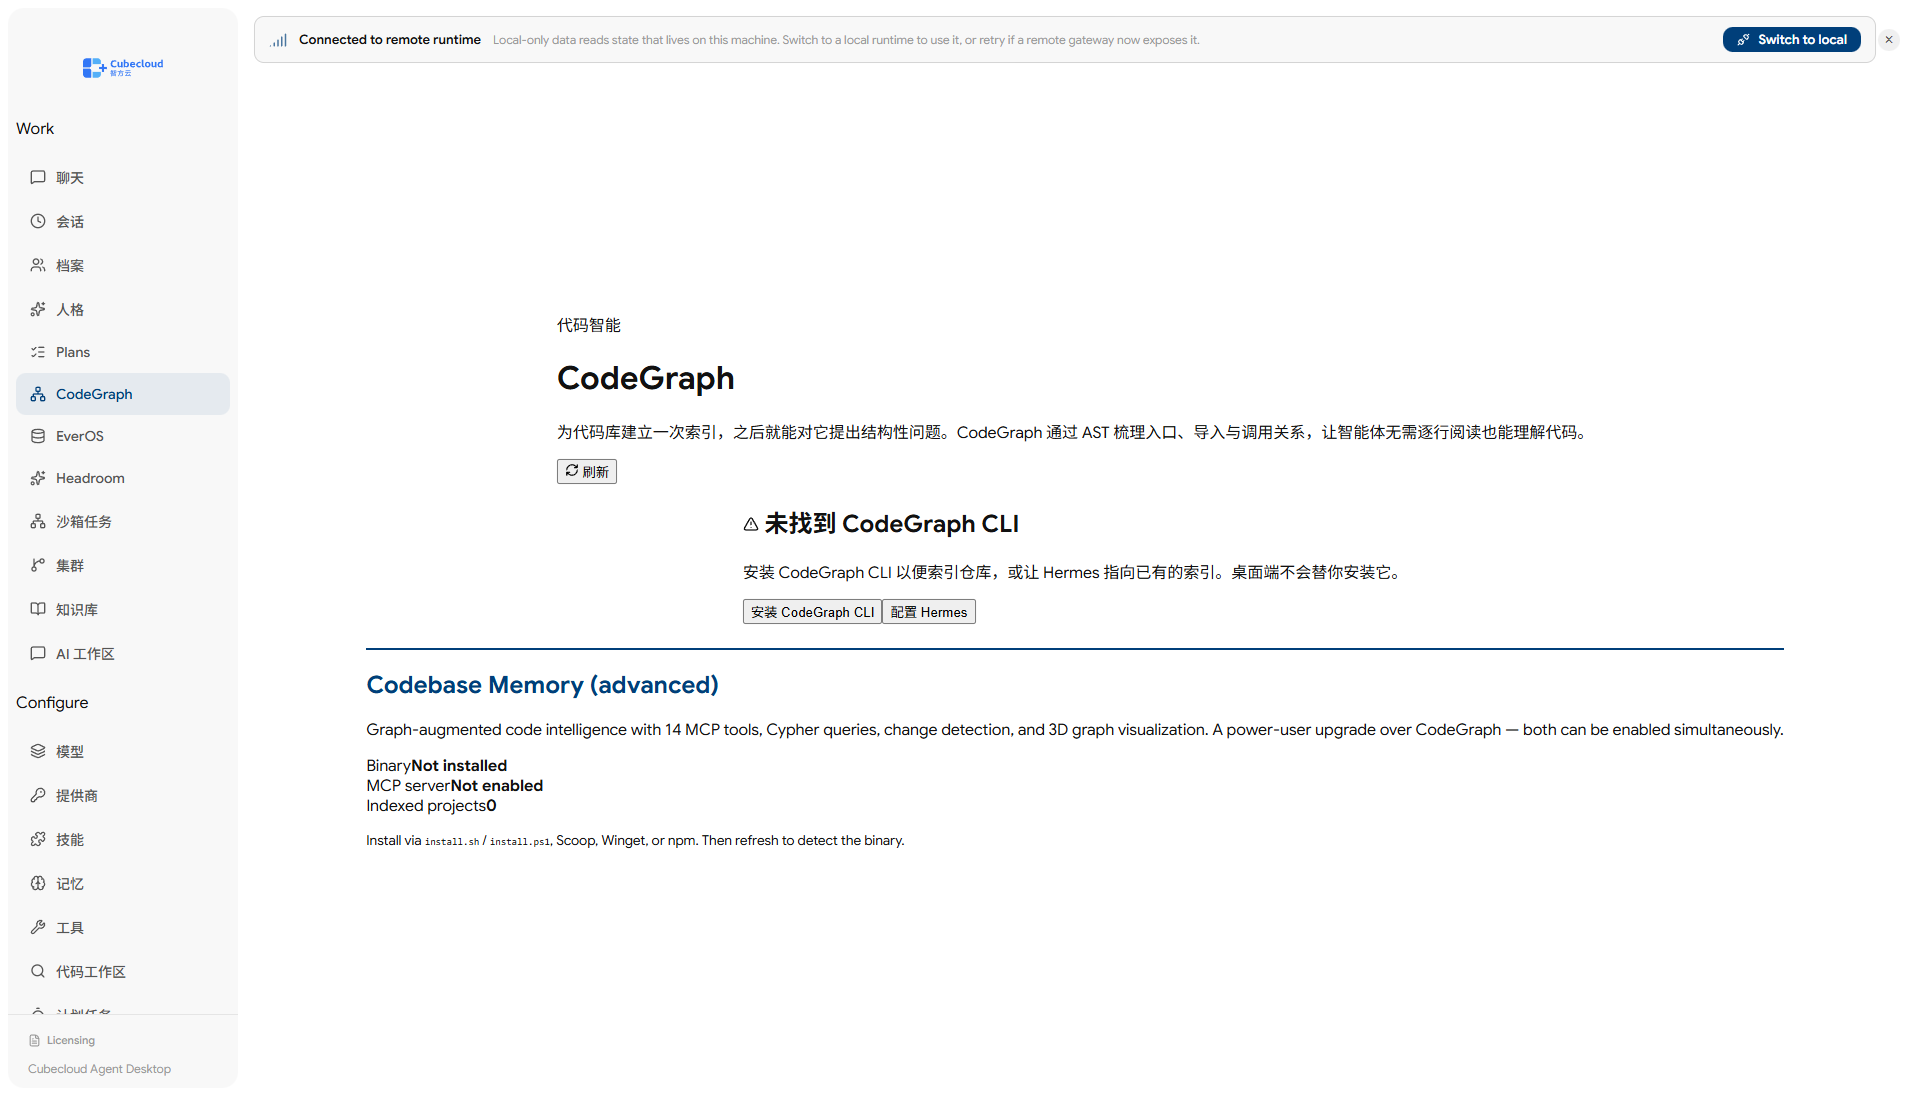 Cubecloud
智方云
Work
聊天
会话
档案
人格
Plans
CodeGraph
EverOS
Headroom
沙箱任务
集群
知识库
AI 工作区
Configure
模型
提供商
技能
记忆
工具
代码工作区
计划任务
Licensing
Cubecloud Agent Desktop
Connected to remote runtime Local-only data reads state that lives on this machine. Switch to a local runtime to use it, or retry if a remote gateway now exposes it.
Switch to local
代码智能
CodeGraph
为代码库建立一次索引，之后就能对它提出结构性问题。CodeGraph 通过 AST 梳理入口、导入与调用关系，让智能体无需逐行阅读也能理解代码。
刷新
未找到 CodeGraph CLI
安装 CodeGraph CLI 以便索引仓库，或让 Hermes 指向已有的索引。桌面端不会替你安装它。
安装 CodeGraph CLI 配置 Hermes
Codebase Memory (advanced)
Graph-augmented code intelligence with 14 MCP tools, Cypher queries, change detection, and 3D graph visualization. A power-user upgrade over CodeGraph — both can be enabled simultaneously.
BinaryNot installed
MCP serverNot enabled
Indexed projects0
Install via install.sh / install.ps1, Scoop, Winget, or npm. Then refresh to detect the binary.